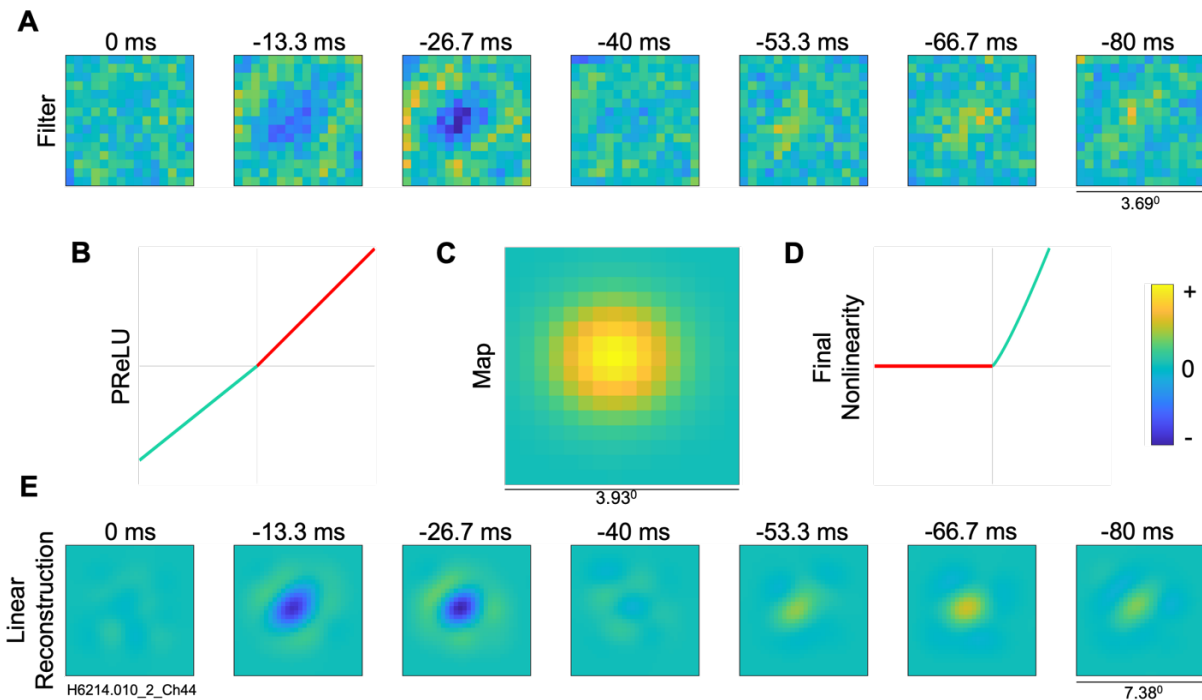 A
0 ms -13.3 ms -26.7 ms -40 ms -53.3 ms -66.7 ms -80 ms
Filter
3.69⁰
B
PReLU
C
Map
3.93⁰
D
Final
Nonlinearity
+
0
-
E
0 ms -13.3 ms -26.7 ms -40 ms -53.3 ms -66.7 ms -80 ms
Linear
Reconstruction
H6214.010_2_Ch44
7.38⁰